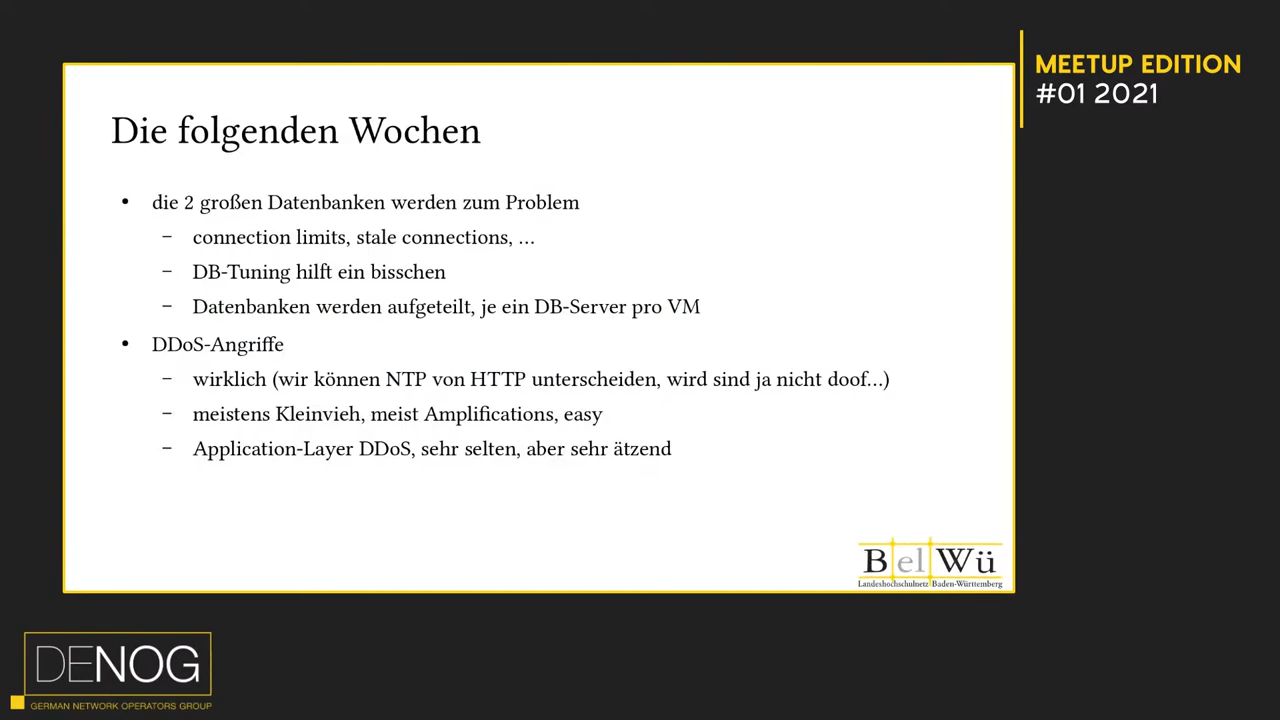 MEETUP EDITION
#01 2021
Die folgenden Wochen
• die 2 großen Datenbanken werden zum Problem
– connection limits, stale connections, …
– DB-Tuning hilft ein bisschen
– Datenbanken werden aufgeteilt, je ein DB-Server pro VM
• DDoS-Angriffe
– wirklich (wir können NTP von HTTP unterscheiden, wird sind ja nicht doof…)
– meistens Kleinvieh, meist Amplifications, easy
– Application-Layer DDoS, sehr selten, aber sehr ätzend
BelWü
Landeshochschulnetz Baden-Württemberg
DENOG
GERMAN NETWORK OPERATORS GROUP